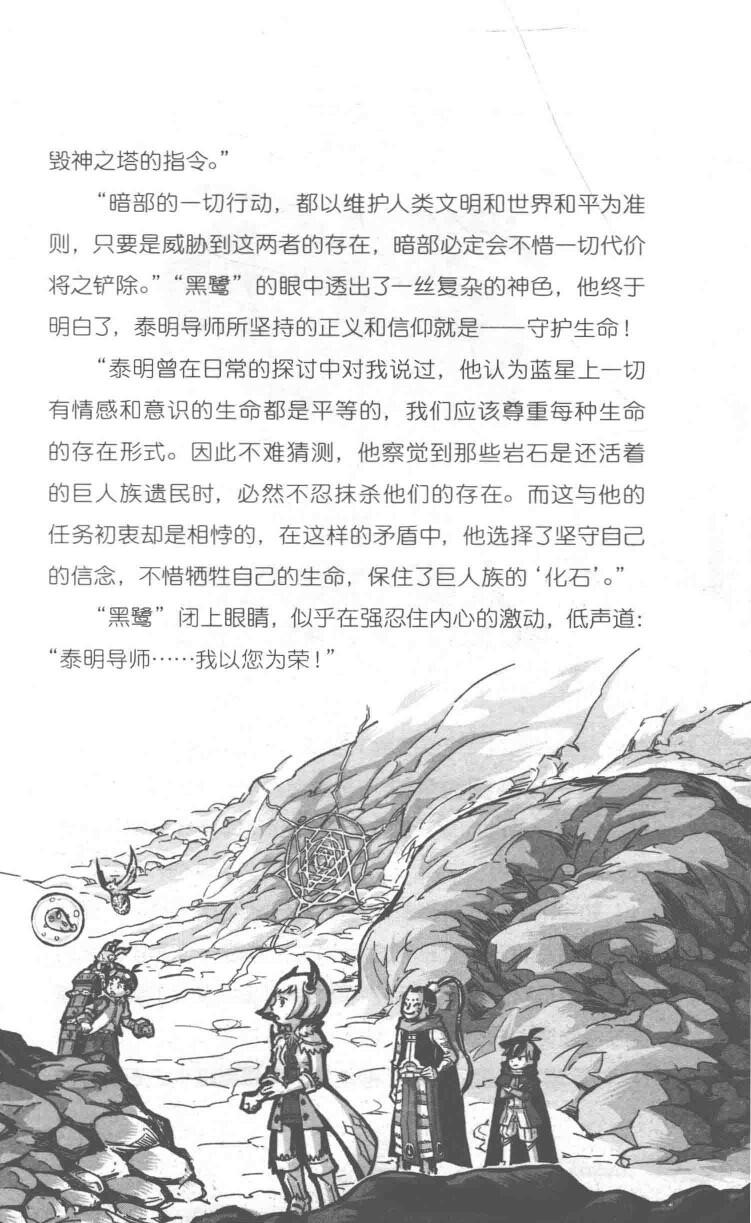 毁神之塔的指令。”
“暗部的一切行动，都以维护人类文明和世界和平为准
则，只要是威胁到这两者的存在，暗部必定会不惜一切代价
将之铲除。”“黑鹭”的眼中透出了一丝复杂的神色，他终于
明白了，泰明导师所坚持的正义和信仰就是——守护生命！
“泰明曾在日常的探讨中对我说过，他认为蓝星上一切
有情感和意识的生命都是平等的，我们应该尊重每种生命
的存在形式。因此不难猜测，他察觉到那些岩石是还活着
的巨人族遗民时，必然不忍抹杀他们的存在。而这与他的
任务初衷却是相悖的，在这样的矛盾中，他选择了坚守自己
的信念，不惜牺牲自己的生命，保住了巨人族的‘化石’。”
“黑鹭”闭上眼睛，似乎在强忍住内心的激动，低声道：
“泰明导师……我以您为荣！”